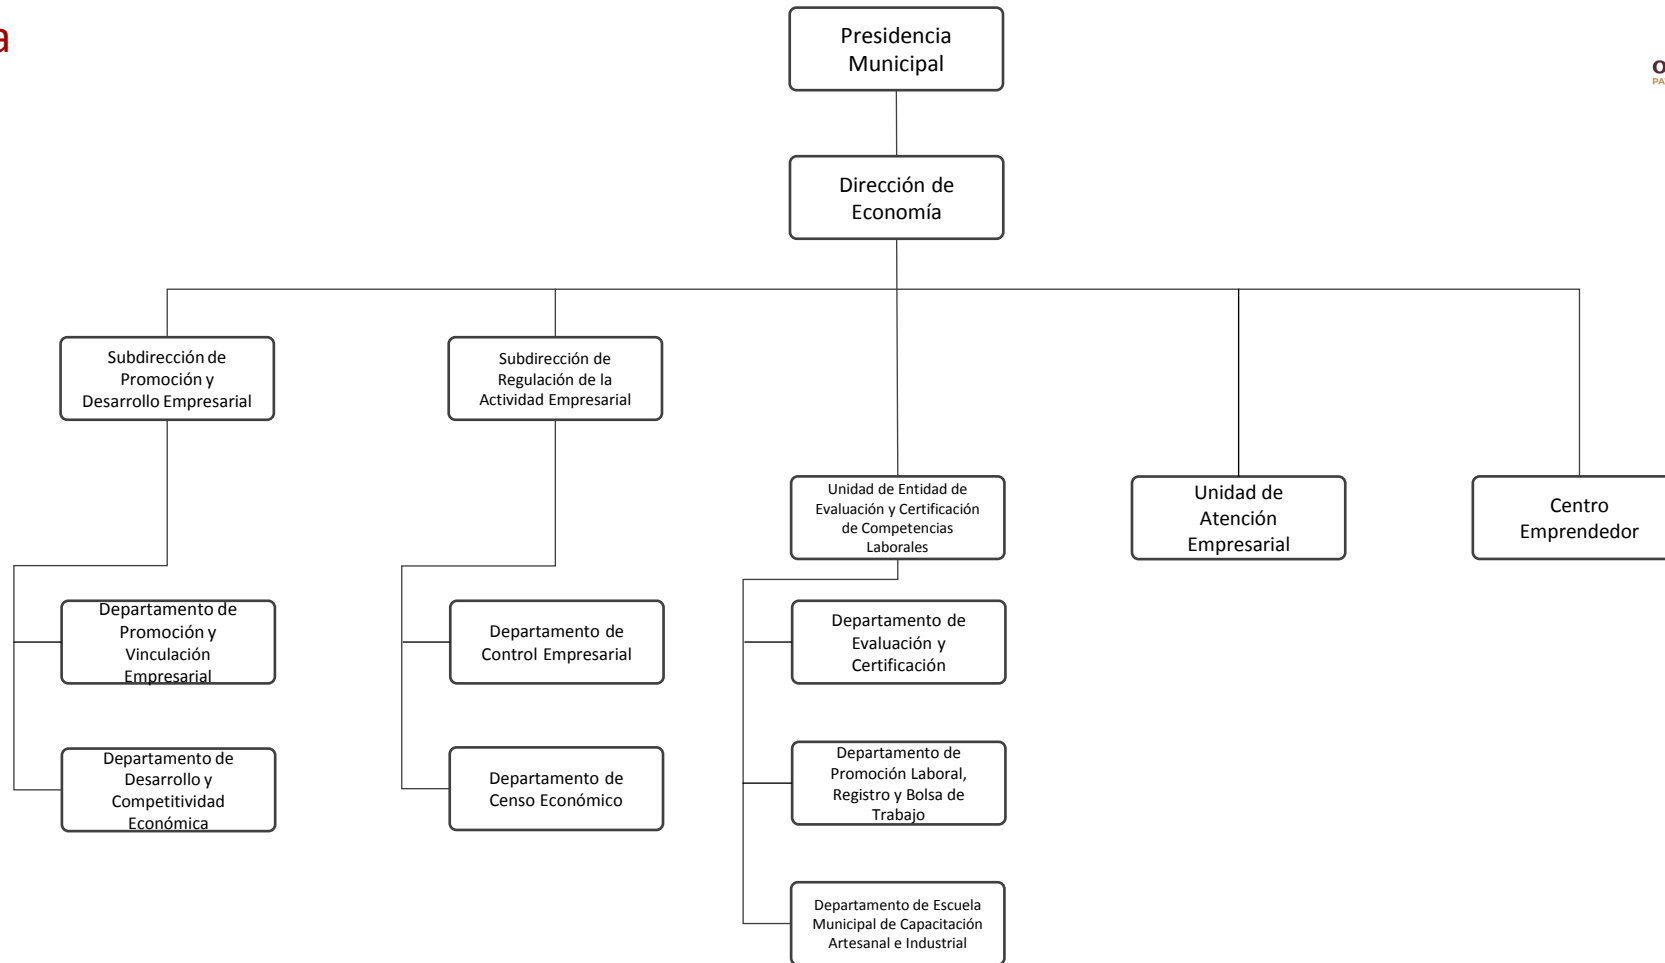 a
Presidencia
Municipal
Dirección de
Economía
Subdirección de
Promoción y
Desarrollo Empresarial
Subdirección de
Regulación de la
Actividad Empresarial
Unidad de Entidad de
Evaluación y Certificación
de Competencias
Laborales
Unidad de
Atención
Empresarial
Centro
Emprendedor
Departamento de
Promoción y
Vinculación
Empresarial
Departamento de
Control Empresarial
Departamento de
Evaluación y
Certificación
Departamento de
Desarrollo y
Competitividad
Económica
Departamento de
Censo Económico
Departamento de
Promoción Laboral,
Registro y Bolsa de
Trabajo
Departamento de Escuela
Municipal de Capacitación
Artesanal e Industrial